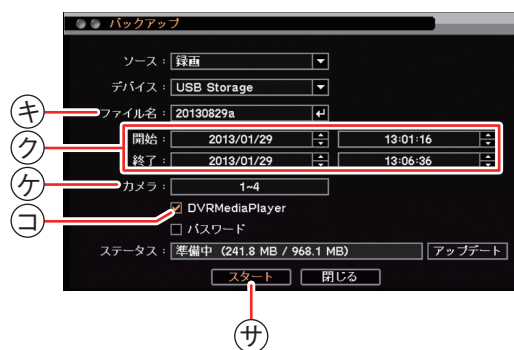 バックアップ
ソース : 録画
デバイス : USB Storage
キ ファイル名 : 20130829a
ク 開始 : 2013/01/29 13:01:16
終了 : 2013/01/29 13:06:36
ケ カメラ : 1~4
コ DVRMediaPlayer
パスワード
ステータス : 準備中 (241.8 MB / 968.1 MB) アップデート
スタート 閉じる
サ